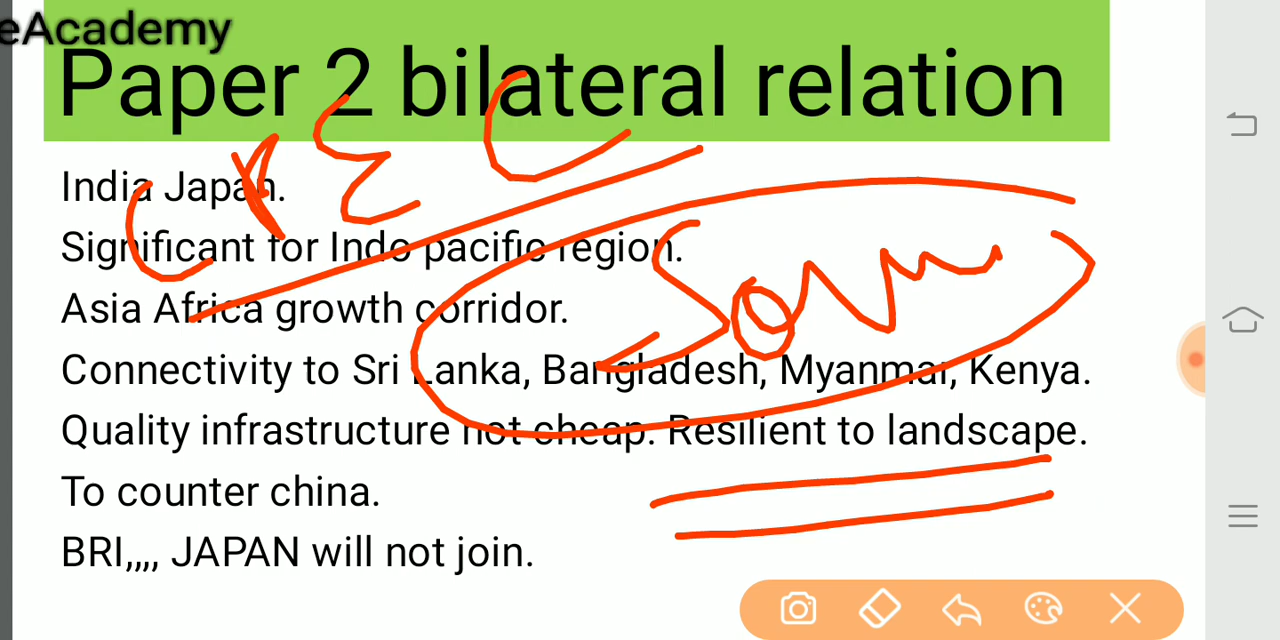 eAcademy
Paper 2 bilateral relation
CPEC
India Japan.
Significant for Indo pacific region.
Asia Africa growth corridor.
Connectivity to Sri Lanka, Bangladesh, Myanmar, Kenya.
Quality infrastructure not cheap. Resilient to landscape.
To counter china.
BRI,,,, JAPAN will not join.